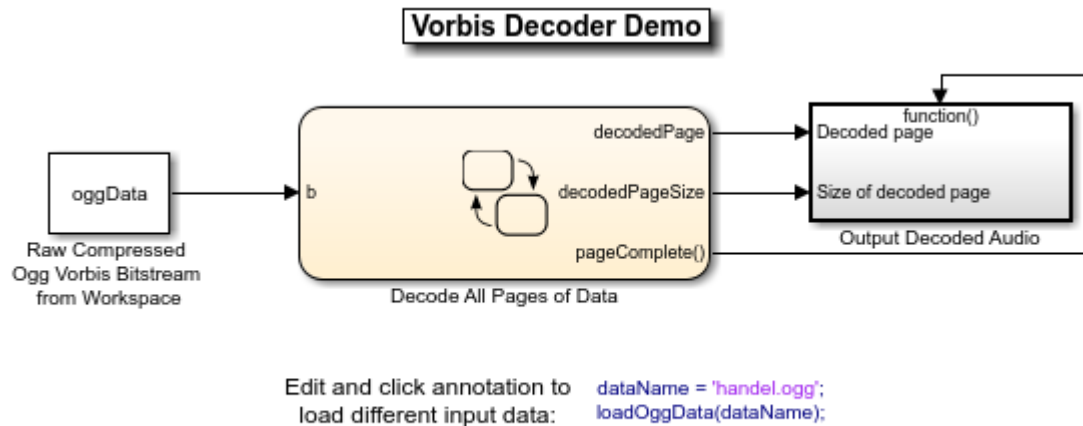 Vorbis Decoder Demo
oggData
Raw Compressed
Ogg Vorbis Bitstream
from Workspace
b
decodedPage
decodedPageSize
pageComplete()
Decode All Pages of Data
function()
Decoded page
Size of decoded page
Output Decoded Audio
Edit and click annotation to
load different input data:
dataName = 'handel.ogg';
loadOggData(dataName);